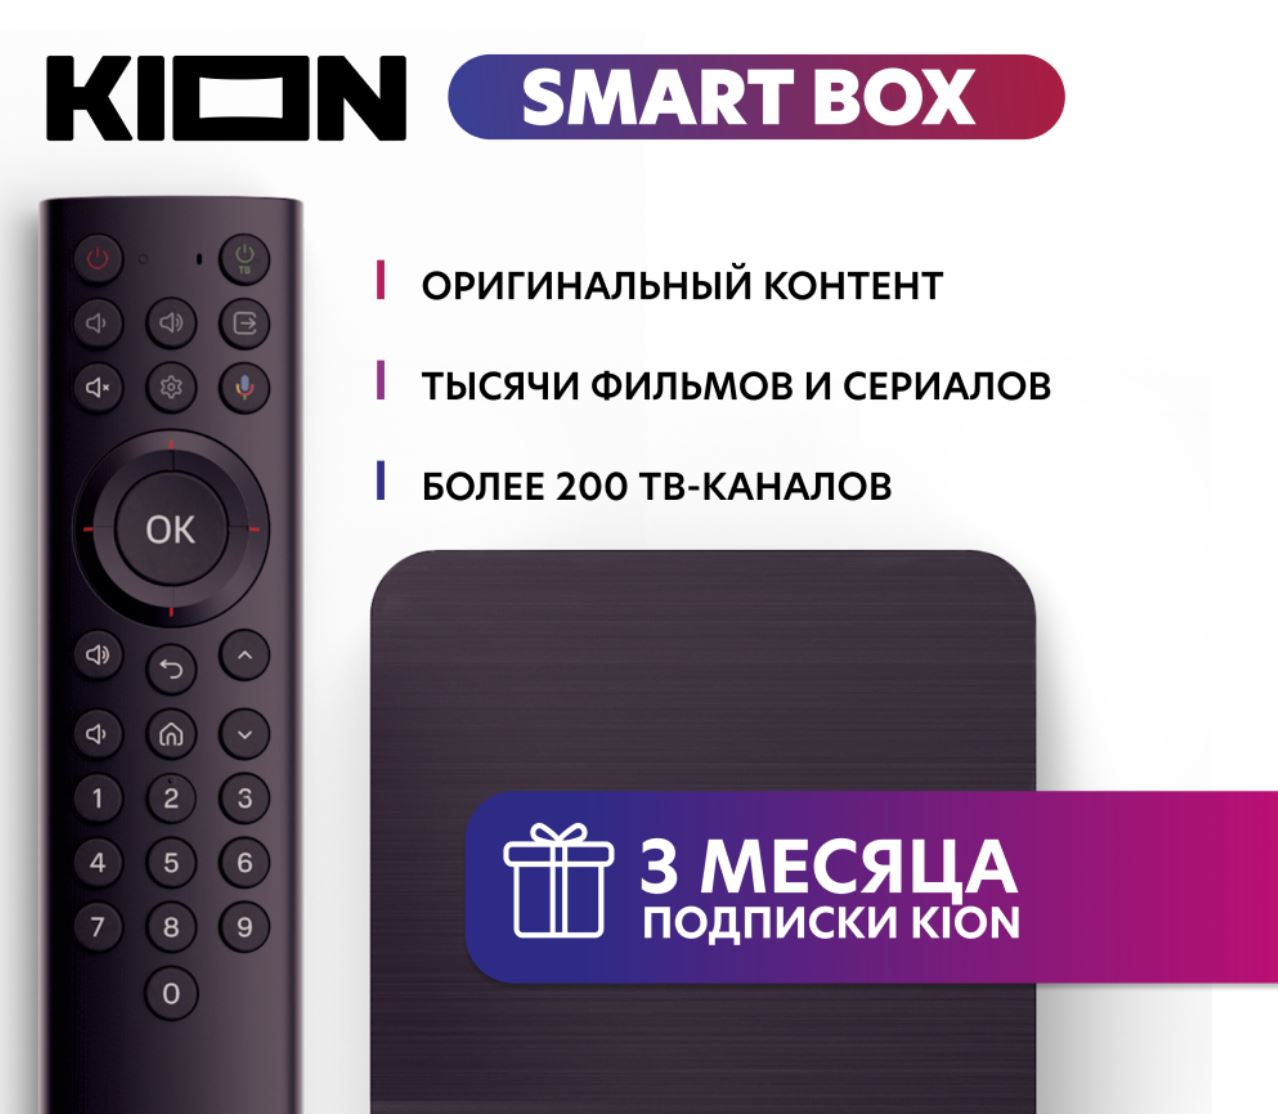 KION SMART BOX
ОРИГИНАЛЬНЫЙ КОНТЕНТ
ТЫСЯЧИ ФИЛЬМОВ И СЕРИАЛОВ
БОЛЕЕ 200 ТВ-КАНАЛОВ
ТВ
OK
1 2 3
4 5 6
7 8 9
0
3 МЕСЯЦА
ПОДПИСКИ KION